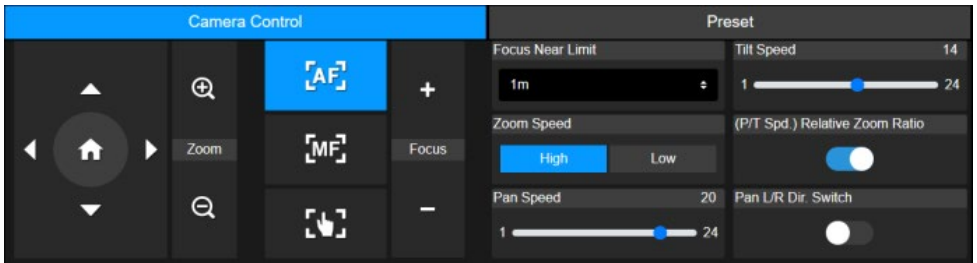 Camera Control
Preset
[AF]
[MF]
Zoom
Focus
+
−
Focus Near Limit
1m
Tilt Speed 14
1 24
Zoom Speed
High Low
(P/T Spd.) Relative Zoom Ratio
Pan Speed 20
1 24
Pan L/R Dir. Switch